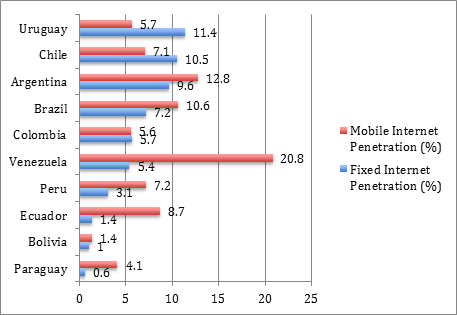 Uruguay
5.7
11.4
Chile
7.1
10.5
Argentina
12.8
9.6
Brazil
10.6
7.2
Colombia
5.6
5.7
Venezuela
20.8
5.4
Peru
7.2
3.1
Ecuador
8.7
1.4
Bolivia
1.4
1
Paraguay
4.1
0.6
0 5 10 15 20 25
Mobile Internet
Penetration (%)
Fixed Internet
Penetration (%)